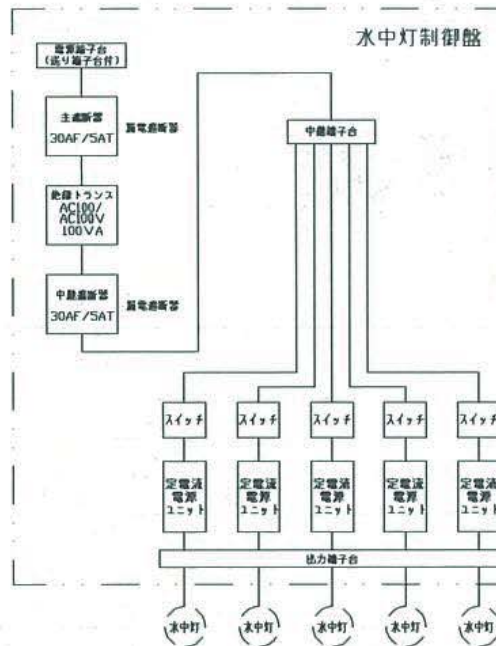 水中灯制御盤
電源端子台
(送り端子台付)
主遮断器
30AF/5AT
漏電遮断器
絶縁トランス
AC100/
AC100V
100VA
中継遮断器
30AF/5AT
漏電遮断器
中継端子台
スイッチ
スイッチ
スイッチ
スイッチ
スイッチ
定電流
電源
ユニット
定電流
電源
ユニット
定電流
電源
ユニット
定電流
電源
ユニット
定電流
電源
ユニット
出力端子台
水中灯
水中灯
水中灯
水中灯
水中灯